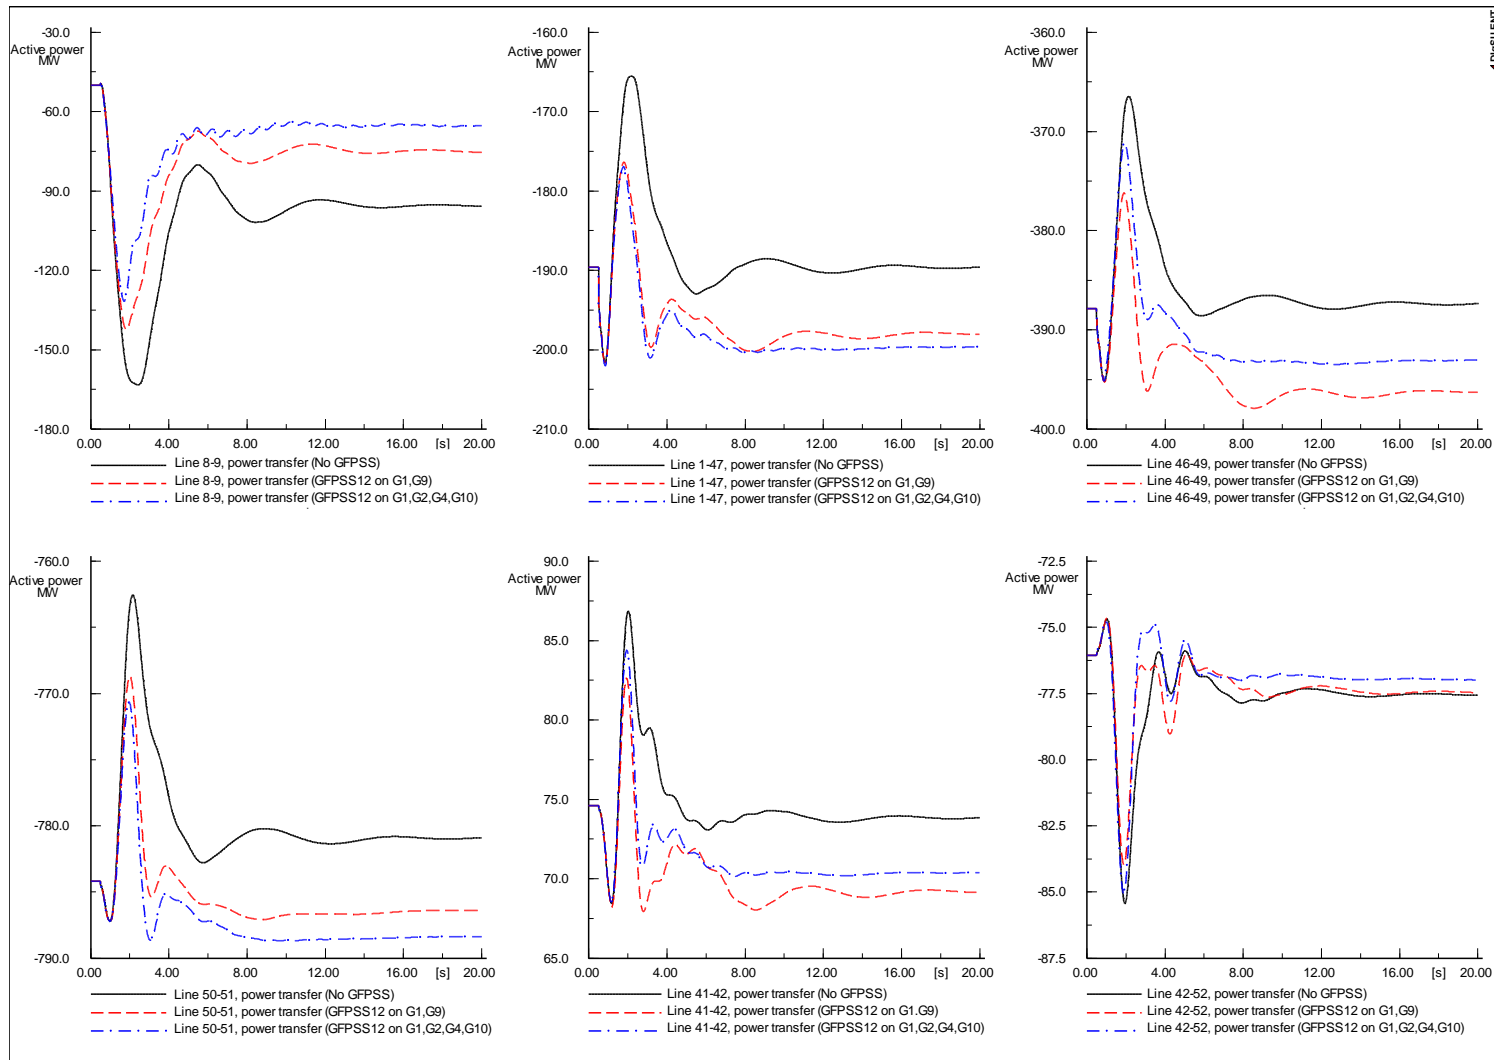 DIgSILENT
-30.0
Active power
MW
-60.0
-90.0
-120.0
-150.0
-180.0
0.00 4.00 8.00 12.00 16.00 [s] 20.00
Line 8-9, power transfer (No GFPSS)
Line 8-9, power transfer (GFPSS12 on G1,G9)
Line 8-9, power transfer (GFPSS12 on G1,G2,G4,G10)
-160.0
Active power
MW
-170.0
-180.0
-190.0
-200.0
-210.0
0.00 4.00 8.00 12.00 16.00 [s] 20.00
Line 1-47, power transfer (No GFPSS)
Line 1-47, power transfer (GFPSS12 on G1,G9)
Line 1-47, power transfer (GFPSS12 on G1,G2,G4,G10)
-360.0
Active power
MW
-370.0
-380.0
-390.0
-400.0
0.00 4.00 8.00 12.00 16.00 [s] 20.00
Line 46-49, power transfer (No GFPSS)
Line 46-49, power transfer (GFPSS12 on G1,G9)
Line 46-49, power transfer (GFPSS12 on G1,G2,G4,G10)
-760.0
Active power
MW
-770.0
-780.0
-790.0
0.00 4.00 8.00 12.00 16.00 [s] 20.00
Line 50-51, power transfer (No GFPSS)
Line 50-51, power transfer (GFPSS12 on G1,G9)
Line 50-51, power transfer (GFPSS12 on G1,G2,G4,G10)
90.0
Active power
MW
85.0
80.0
75.0
70.0
65.0
0.00 4.00 8.00 12.00 16.00 [s] 20.00
Line 41-42, power transfer (No GFPSS)
Line 41-42, power transfer (GFPSS12 on G1.G9)
Line 41-42, power transfer (GFPSS12 on G1,G2,G4,G10)
-72.5
Active power
MW
-75.0
-77.5
-80.0
-82.5
-85.0
-87.5
0.00 4.00 8.00 12.00 16.00 [s] 20.00
Line 42-52, power transfer (No GFPSS)
Line 42-52, power transfer (GFPSS12 on G1,G9)
Line 42-52, power transfer (GFPSS12 on G1,G2,G4,G10)